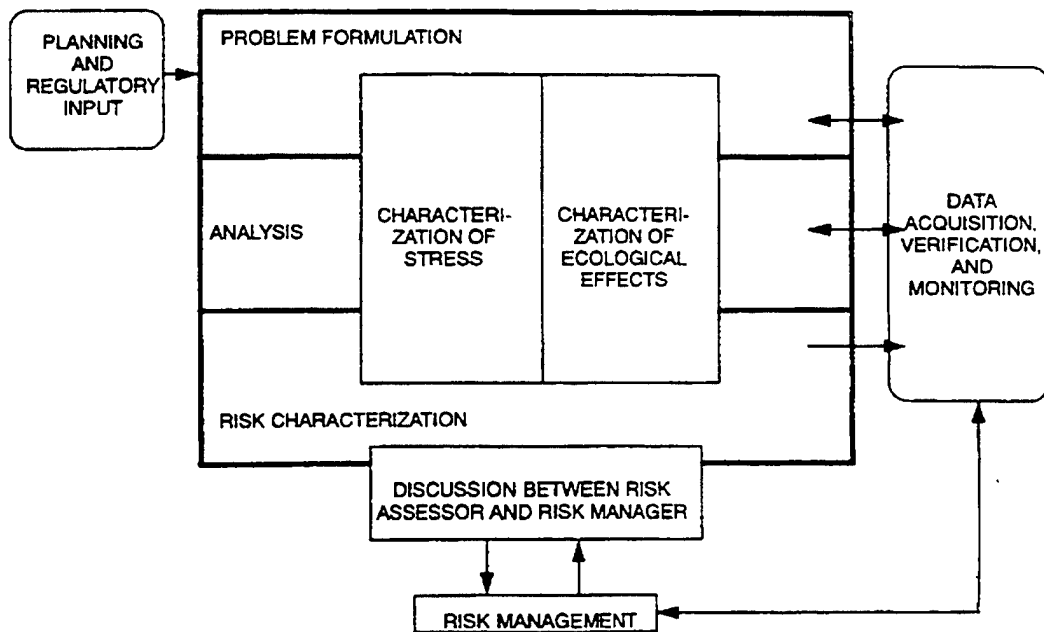 PLANNING
AND
REGULATORY
INPUT
PROBLEM FORMULATION
ANALYSIS
CHARACTERI-
ZATION OF
STRESS
CHARACTERI-
ZATION OF
ECOLOGICAL
EFFECTS
DATA
ACQUISITION,
VERIFICATION,
AND
MONITORING
RISK CHARACTERIZATION
DISCUSSION BETWEEN RISK
ASSESSOR AND RISK MANAGER
RISK MANAGEMENT